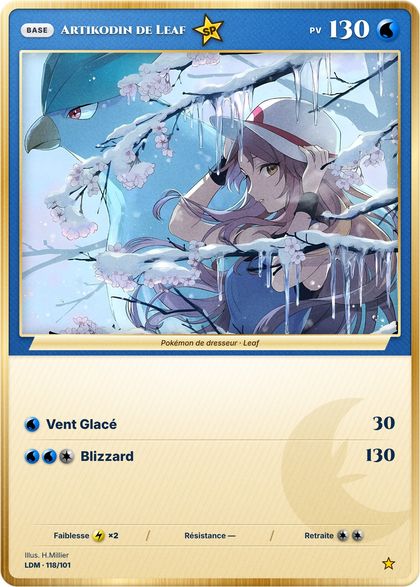 BASE ARTIKODIN DE LEAF SP PV 130
Pokémon de dresseur · Leaf
Vent Glacé 30
Blizzard 130
Faiblesse ×2 / Résistance — / Retraite
Illus. H.Millier
LDM · 118/101